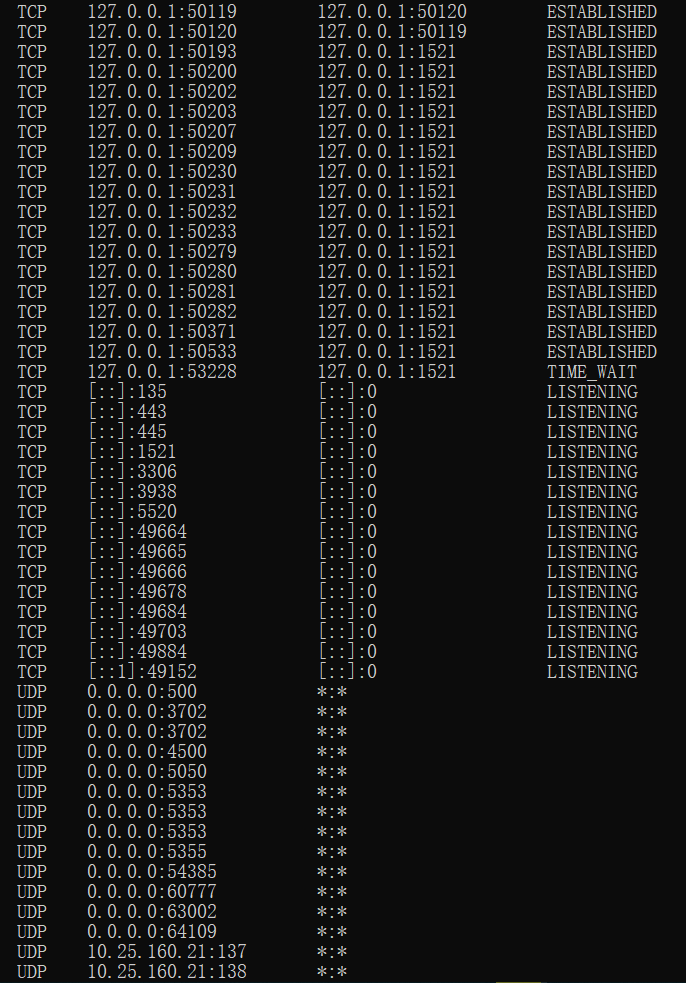 TCP 127.0.0.1:50119 127.0.0.1:50120 ESTABLISHED
TCP 127.0.0.1:50120 127.0.0.1:50119 ESTABLISHED
TCP 127.0.0.1:50193 127.0.0.1:1521 ESTABLISHED
TCP 127.0.0.1:50200 127.0.0.1:1521 ESTABLISHED
TCP 127.0.0.1:50202 127.0.0.1:1521 ESTABLISHED
TCP 127.0.0.1:50203 127.0.0.1:1521 ESTABLISHED
TCP 127.0.0.1:50207 127.0.0.1:1521 ESTABLISHED
TCP 127.0.0.1:50209 127.0.0.1:1521 ESTABLISHED
TCP 127.0.0.1:50230 127.0.0.1:1521 ESTABLISHED
TCP 127.0.0.1:50231 127.0.0.1:1521 ESTABLISHED
TCP 127.0.0.1:50232 127.0.0.1:1521 ESTABLISHED
TCP 127.0.0.1:50233 127.0.0.1:1521 ESTABLISHED
TCP 127.0.0.1:50279 127.0.0.1:1521 ESTABLISHED
TCP 127.0.0.1:50280 127.0.0.1:1521 ESTABLISHED
TCP 127.0.0.1:50281 127.0.0.1:1521 ESTABLISHED
TCP 127.0.0.1:50282 127.0.0.1:1521 ESTABLISHED
TCP 127.0.0.1:50371 127.0.0.1:1521 ESTABLISHED
TCP 127.0.0.1:50533 127.0.0.1:1521 ESTABLISHED
TCP 127.0.0.1:53228 127.0.0.1:1521 TIME_WAIT
TCP [::]:135 [::]:0 LISTENING
TCP [::]:443 [::]:0 LISTENING
TCP [::]:445 [::]:0 LISTENING
TCP [::]:1521 [::]:0 LISTENING
TCP [::]:3306 [::]:0 LISTENING
TCP [::]:3938 [::]:0 LISTENING
TCP [::]:5520 [::]:0 LISTENING
TCP [::]:49664 [::]:0 LISTENING
TCP [::]:49665 [::]:0 LISTENING
TCP [::]:49666 [::]:0 LISTENING
TCP [::]:49678 [::]:0 LISTENING
TCP [::]:49684 [::]:0 LISTENING
TCP [::]:49703 [::]:0 LISTENING
TCP [::]:49884 [::]:0 LISTENING
TCP [::1]:49152 [::]:0 LISTENING
UDP 0.0.0.0:500 *:*
UDP 0.0.0.0:3702 *:*
UDP 0.0.0.0:3702 *:*
UDP 0.0.0.0:4500 *:*
UDP 0.0.0.0:5050 *:*
UDP 0.0.0.0:5353 *:*
UDP 0.0.0.0:5353 *:*
UDP 0.0.0.0:5353 *:*
UDP 0.0.0.0:5355 *:*
UDP 0.0.0.0:54385 *:*
UDP 0.0.0.0:60777 *:*
UDP 0.0.0.0:63002 *:*
UDP 0.0.0.0:64109 *:*
UDP 10.25.160.21:137 *:*
UDP 10.25.160.21:138 *:*